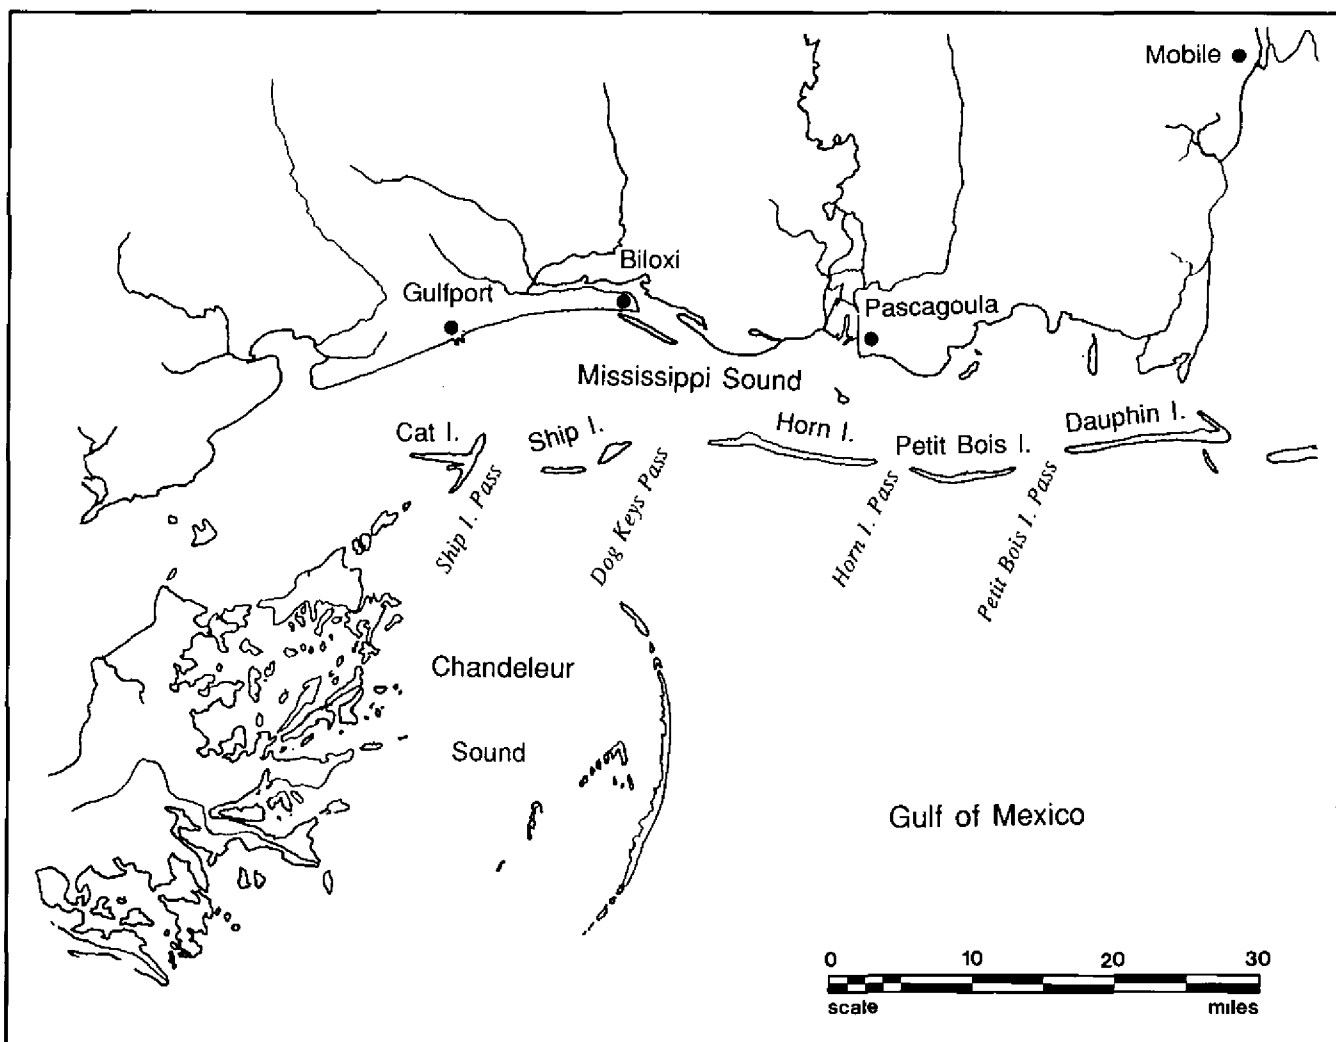 Mobile
Biloxi
Gulfport
Pascagoula
Mississippi Sound
Cat I.
Ship I.
Horn I.
Petit Bois I.
Dauphin I.
Ship I. Pass
Dog Keys Pass
Horn I. Pass
Petit Bois I. Pass
Chandeleur
Sound
Gulf of Mexico
0 10 20 30
scale miles